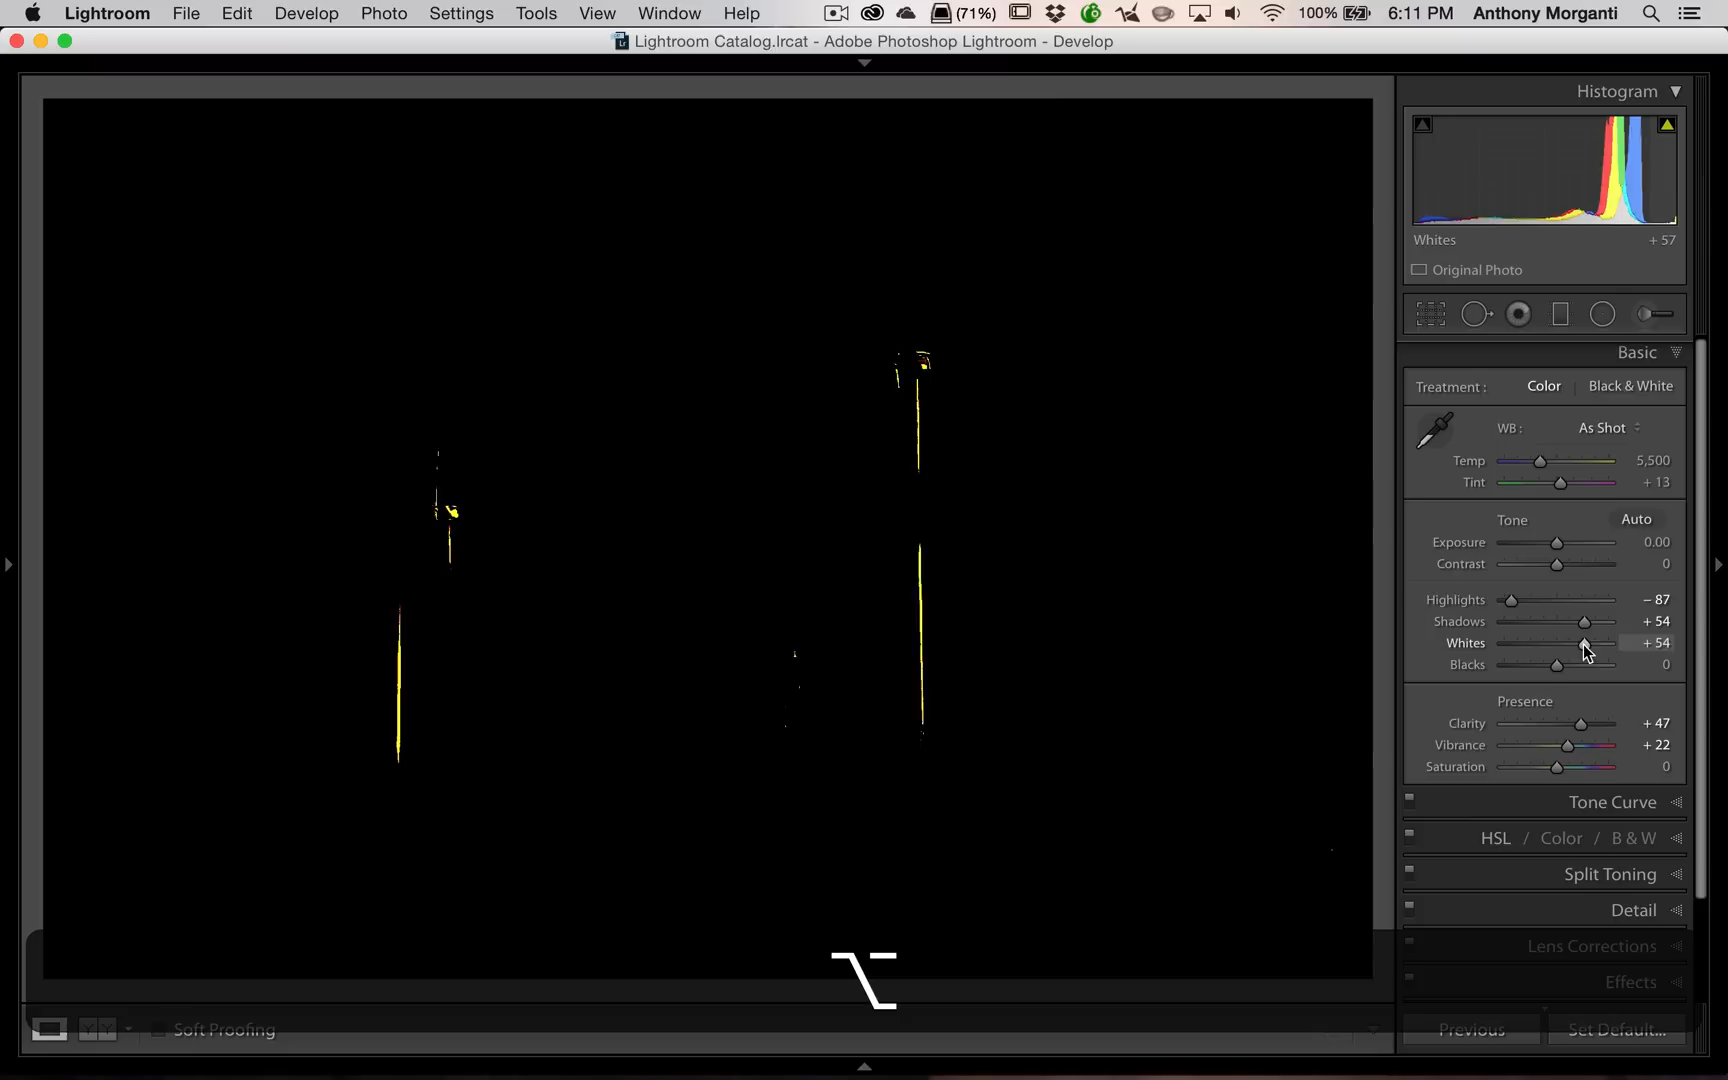 Lightroom File Edit Develop Photo Settings Tools View Window Help (71%) 100% 6:11 PM Anthony Morganti
Lightroom Catalog.lrcat - Adobe Photoshop Lightroom - Develop
Histogram
Whites + 57
Original Photo
Basic
Treatment : Color Black & White
WB : As Shot
Temp 5,500
Tint + 13
Tone Auto
Exposure 0.00
Contrast 0
Highlights – 87
Shadows + 54
Whites + 54
Blacks 0
Presence
Clarity + 47
Vibrance + 22
Saturation 0
Tone Curve
HSL / Color / B & W
Split Toning
Detail
Lens Corrections
Effects
Soft Proofing
Previous Set Default...